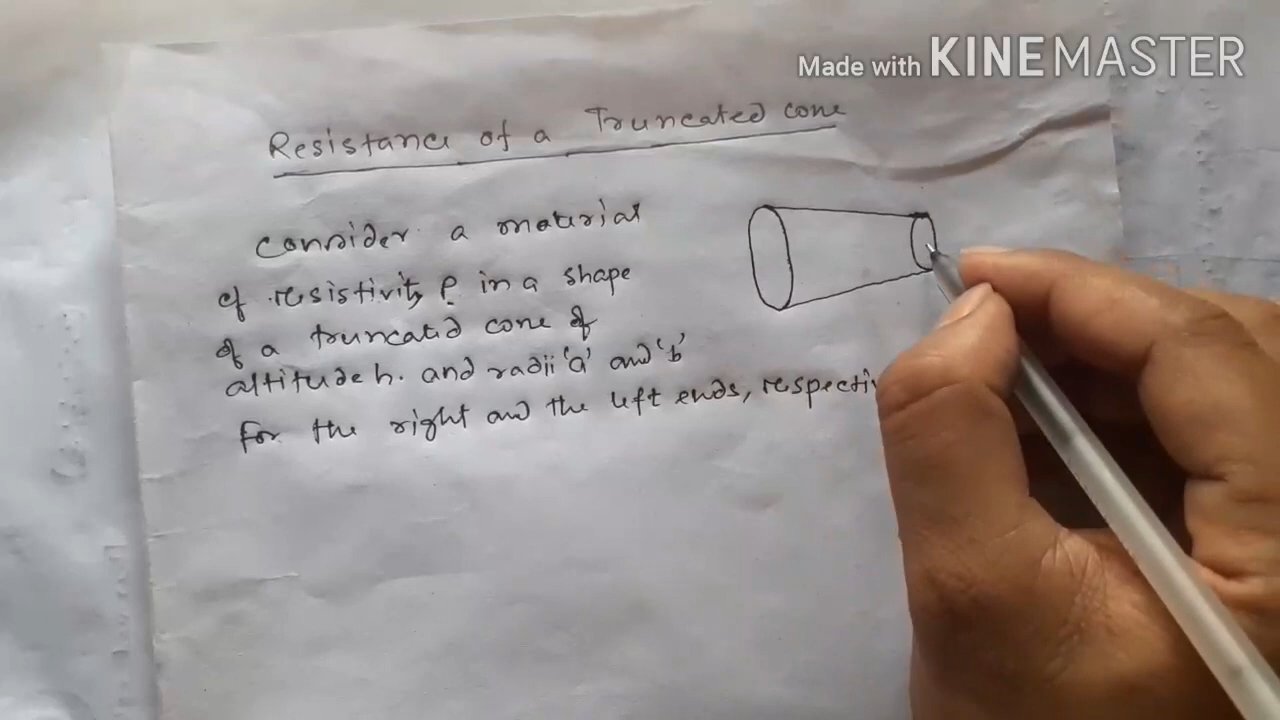 Made with KINEMASTER
Resistance of a Truncated cone
Consider a material
of resistivity ρ in a shape
of a truncated cone of
altitude h. and radii 'a' and 'b'
for the right and the left ends, respectiv